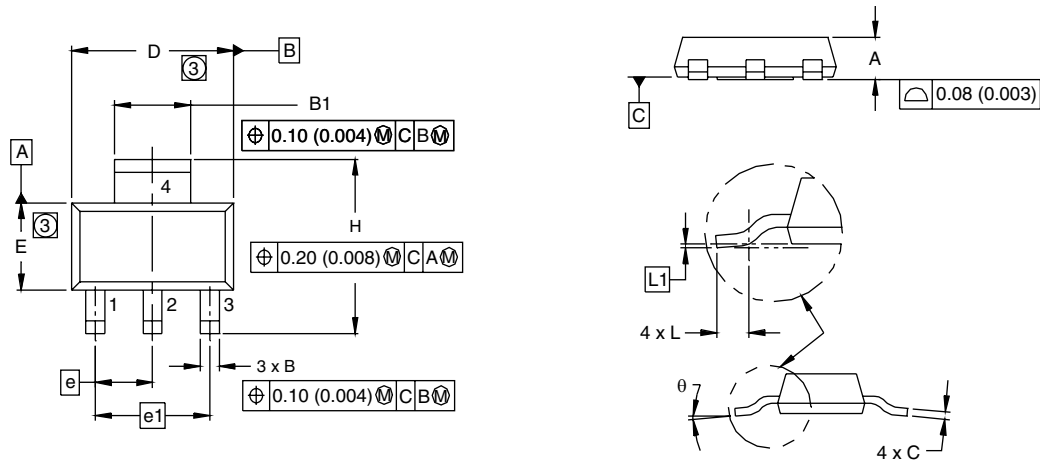 D
B
③
B1
⌖ 0.10 (0.004) Ⓜ C B Ⓜ
A
4
③
E
H
⌖ 0.20 (0.008) Ⓜ C A Ⓜ
1 2 3
3 x B
e
e1
⌖ 0.10 (0.004) Ⓜ C B Ⓜ
A
C
⌓ 0.08 (0.003)
L1
4 x L
θ
4 x C